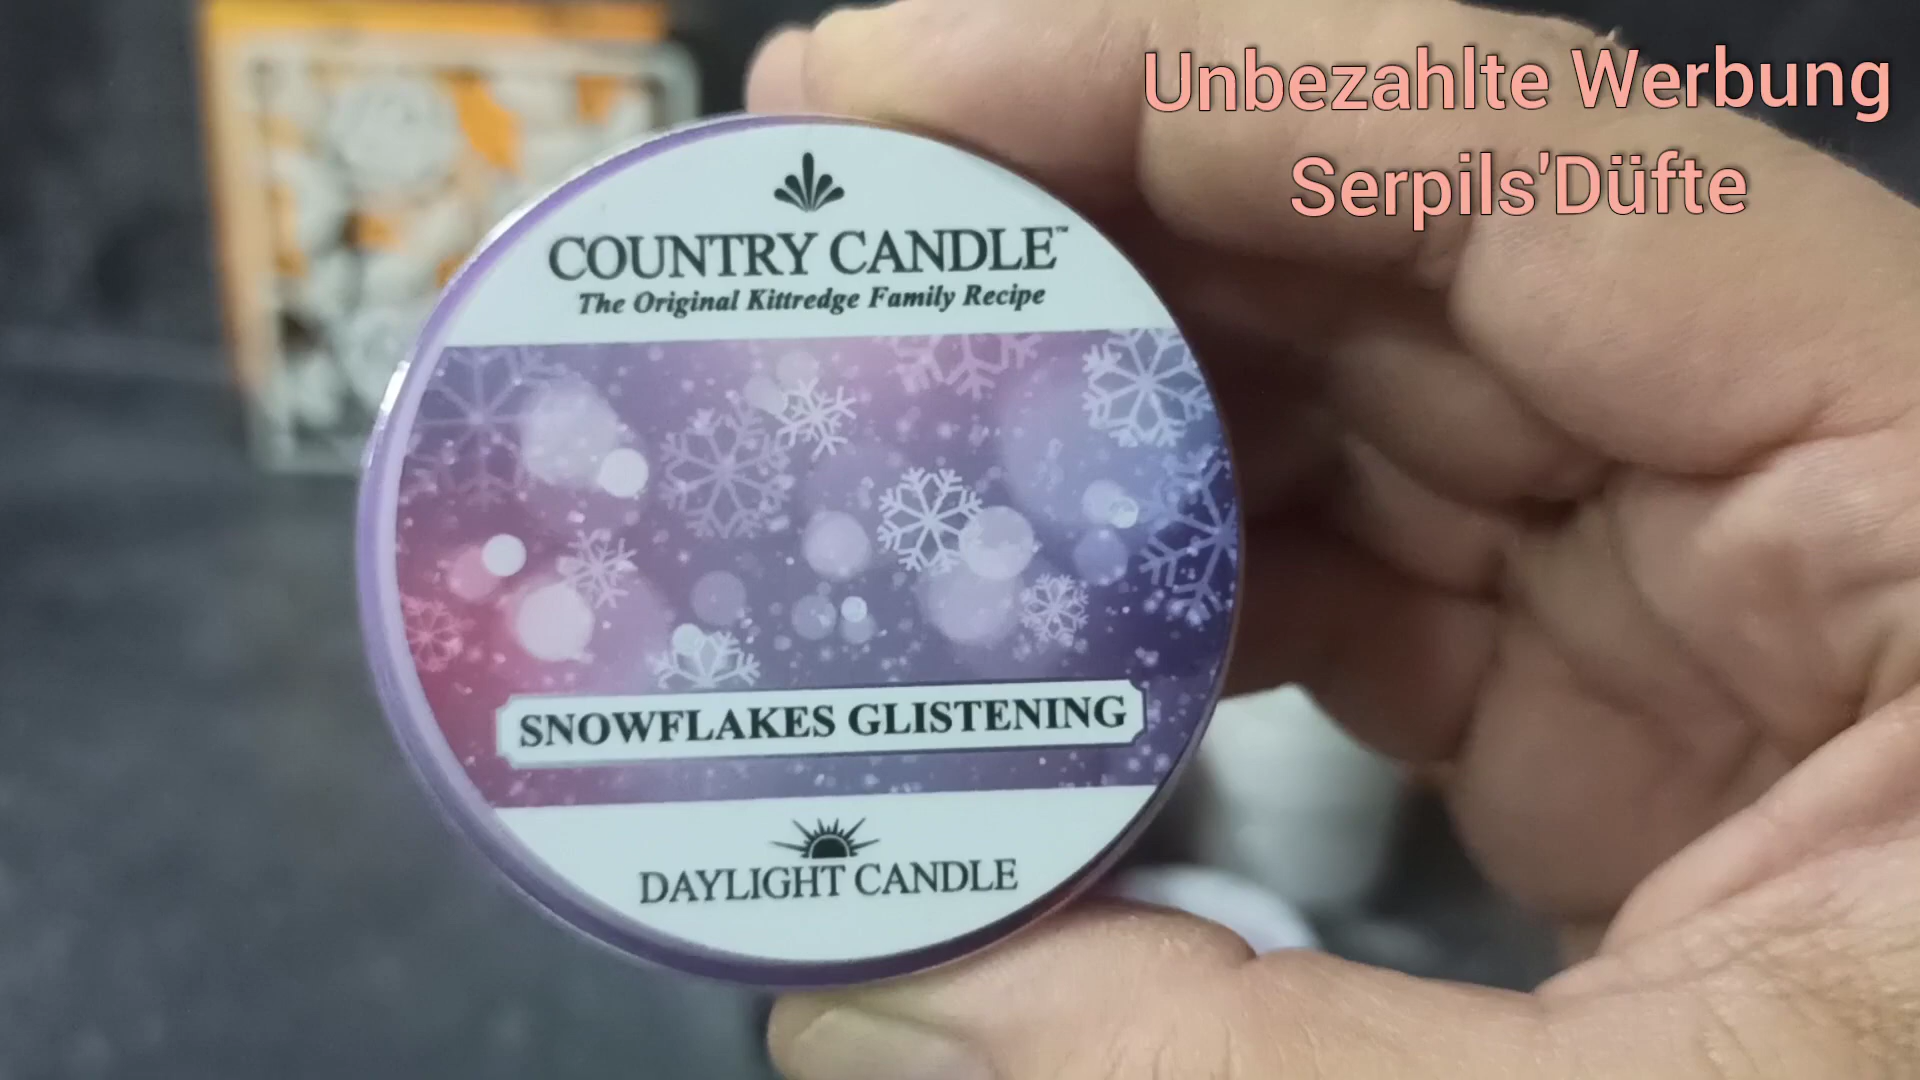 Unbezahlte Werbung
Serpils'Düfte
COUNTRY CANDLE™
The Original Kittredge Family Recipe
SNOWFLAKES GLISTENING
DAYLIGHT CANDLE